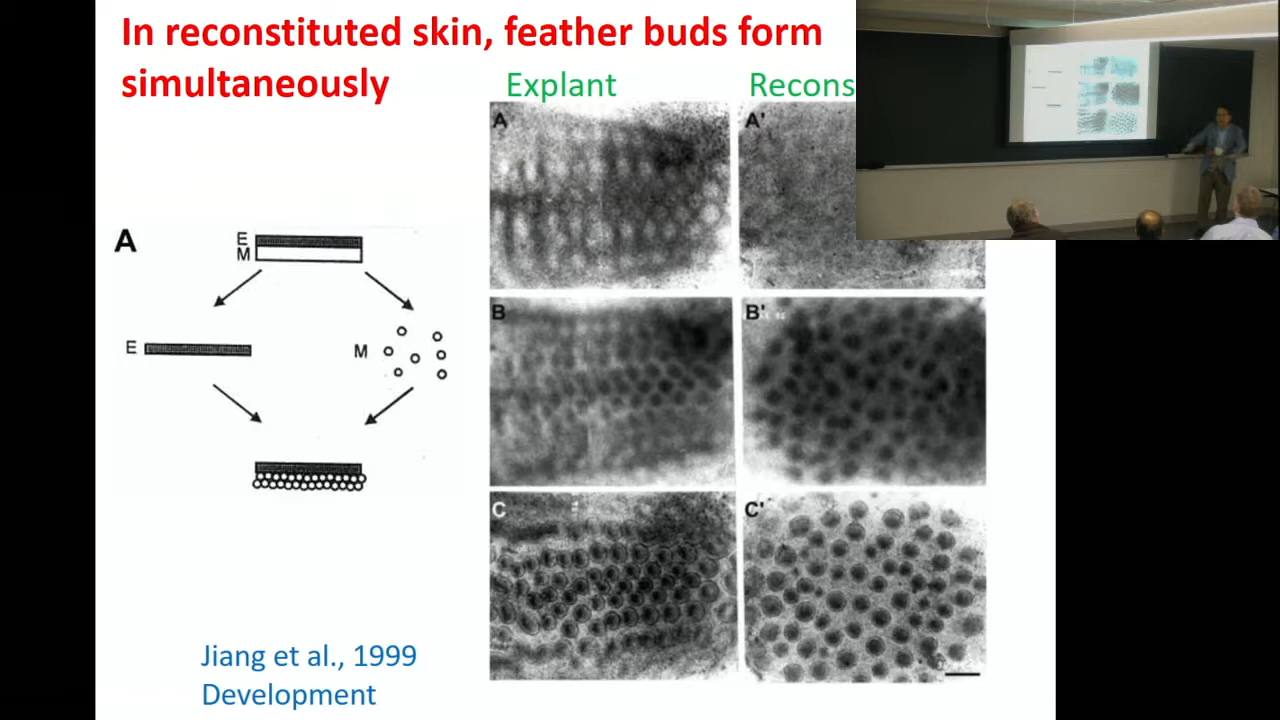 In reconstituted skin, feather buds form
simultaneously
Explant
Recons
A
A'
A
E
M
B
B'
E
M
C
C'
Jiang et al., 1999
Development